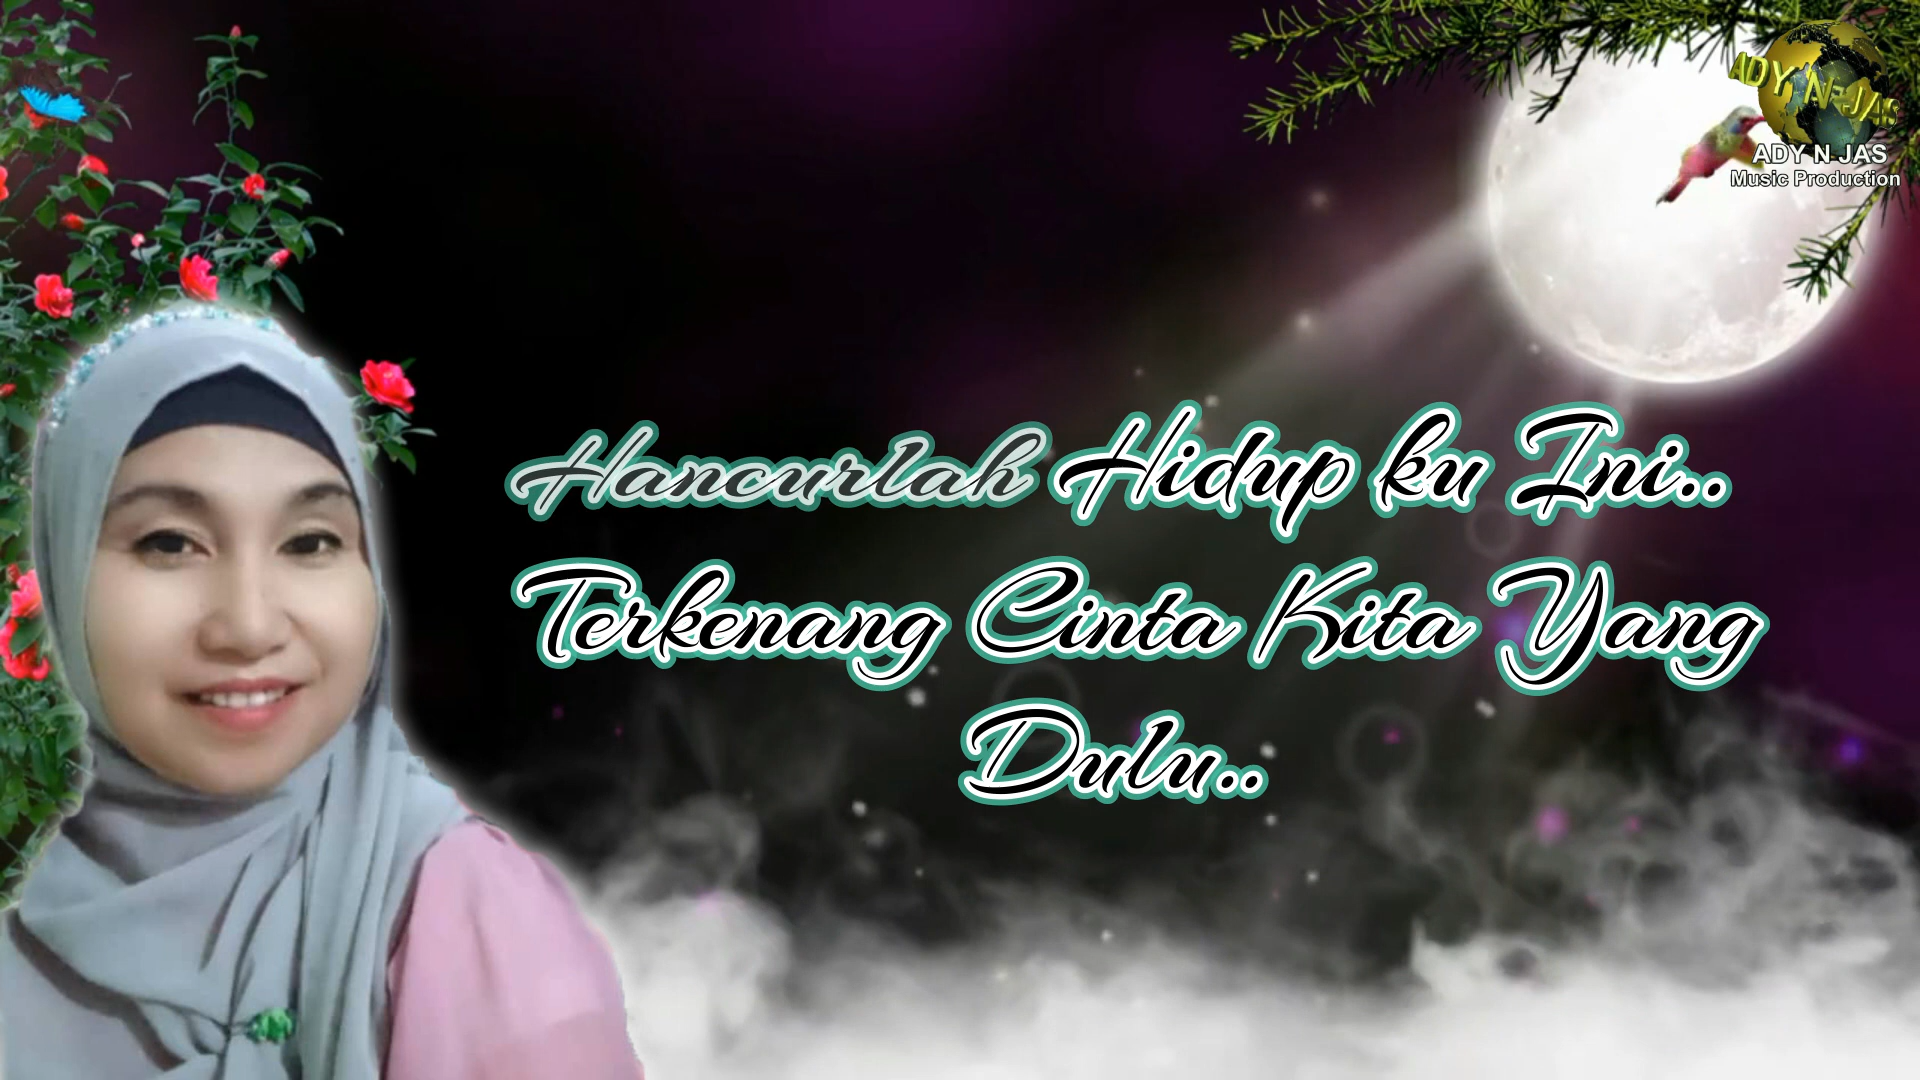 ADY N JAS
ADY N JAS
Music Production
Hancurlah Hidup ku Ini..
Terkenang Cinta Kita Yang
Dulu..